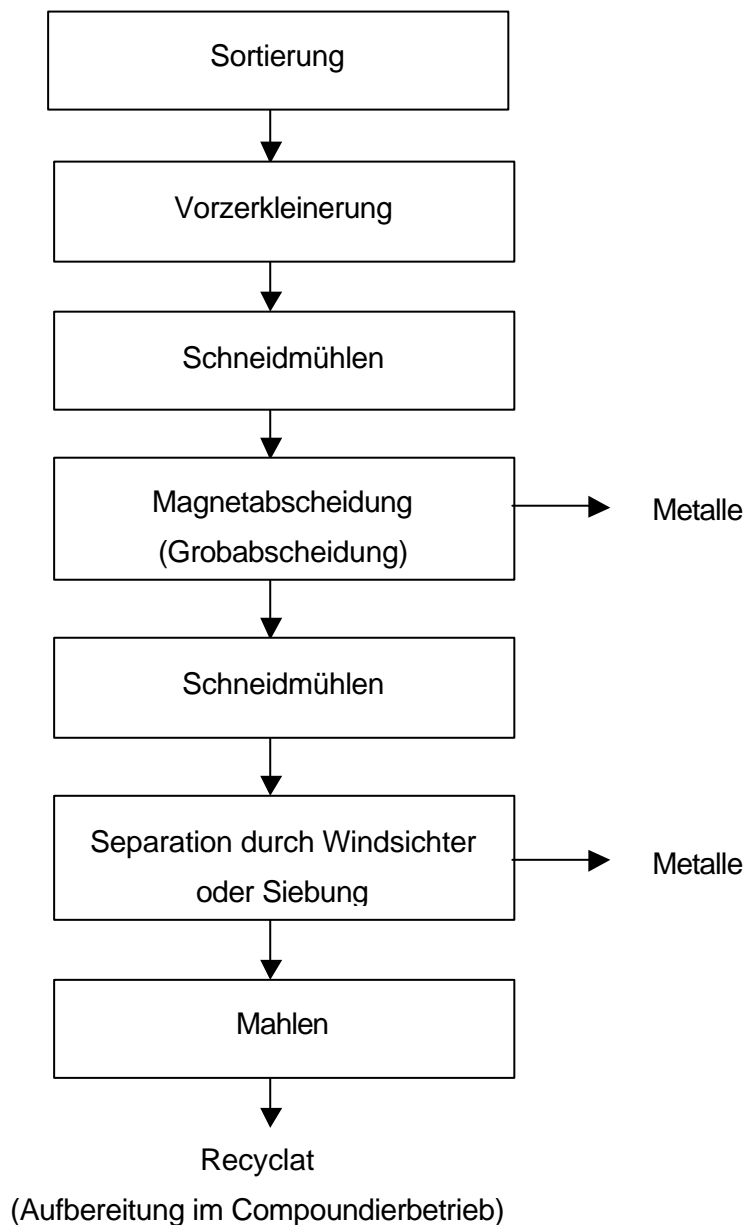 Sortierung
Vorzerkleinerung
Schneidmühlen
Magnetabscheidung
(Grobabscheidung)
Metalle
Schneidmühlen
Separation durch Windsichter
oder Siebung
Metalle
Mahlen
Recyclat
(Aufbereitung im Compoundierbetrieb)